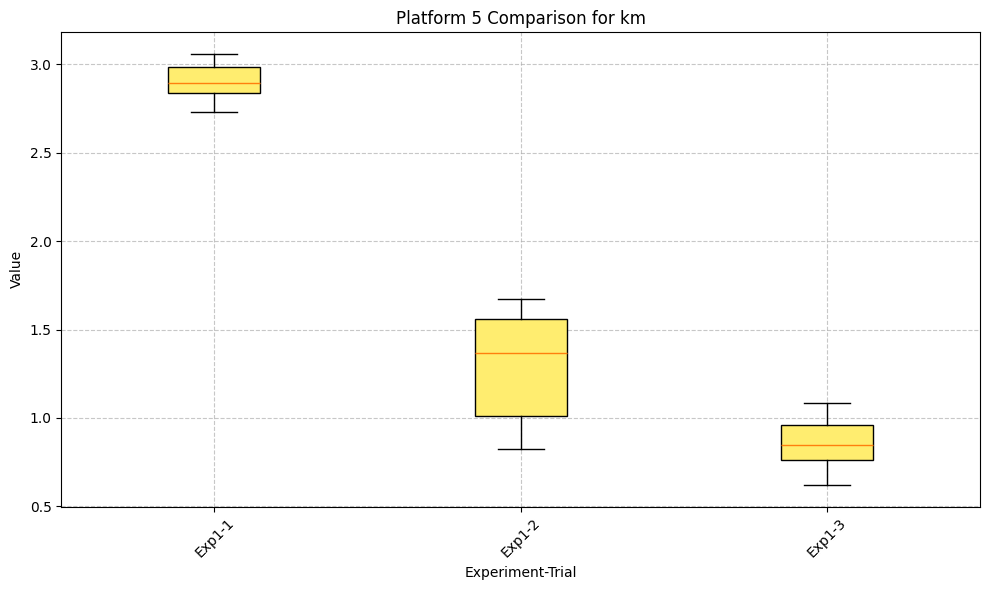 Platform 5 Comparison for km
Value
3.0
2.5
2.0
1.5
1.0
0.5
Exp1-1
Exp1-2
Exp1-3
Experiment-Trial